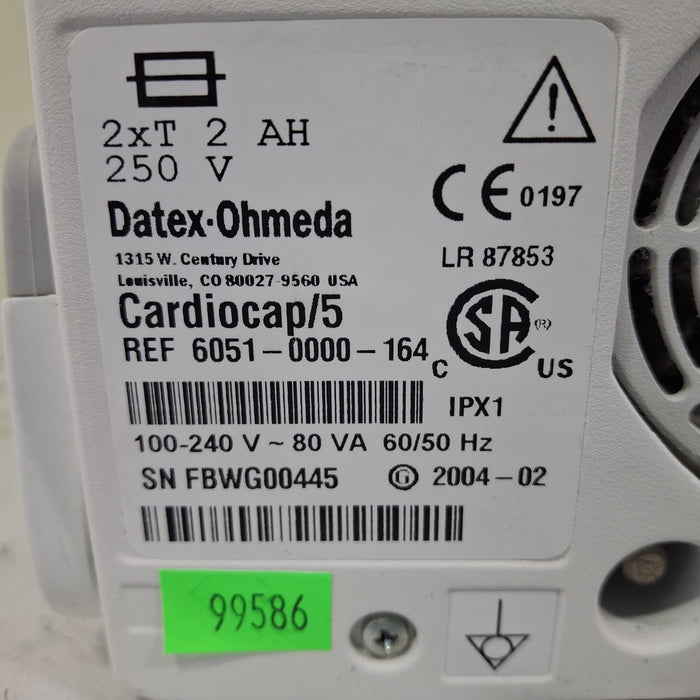 2xT 2 AH
250 V
Datex-Ohmeda
1315 W. Century Drive
Louisville, CO 80027-9560 USA
Cardiocap/5
REF 6051-0000-164
CE 0197
LR 87853
C SA (R) US
IPX1
100-240 V ~ 80 VA 60/50 Hz
SN FBWG00445
G 2004-02
99586